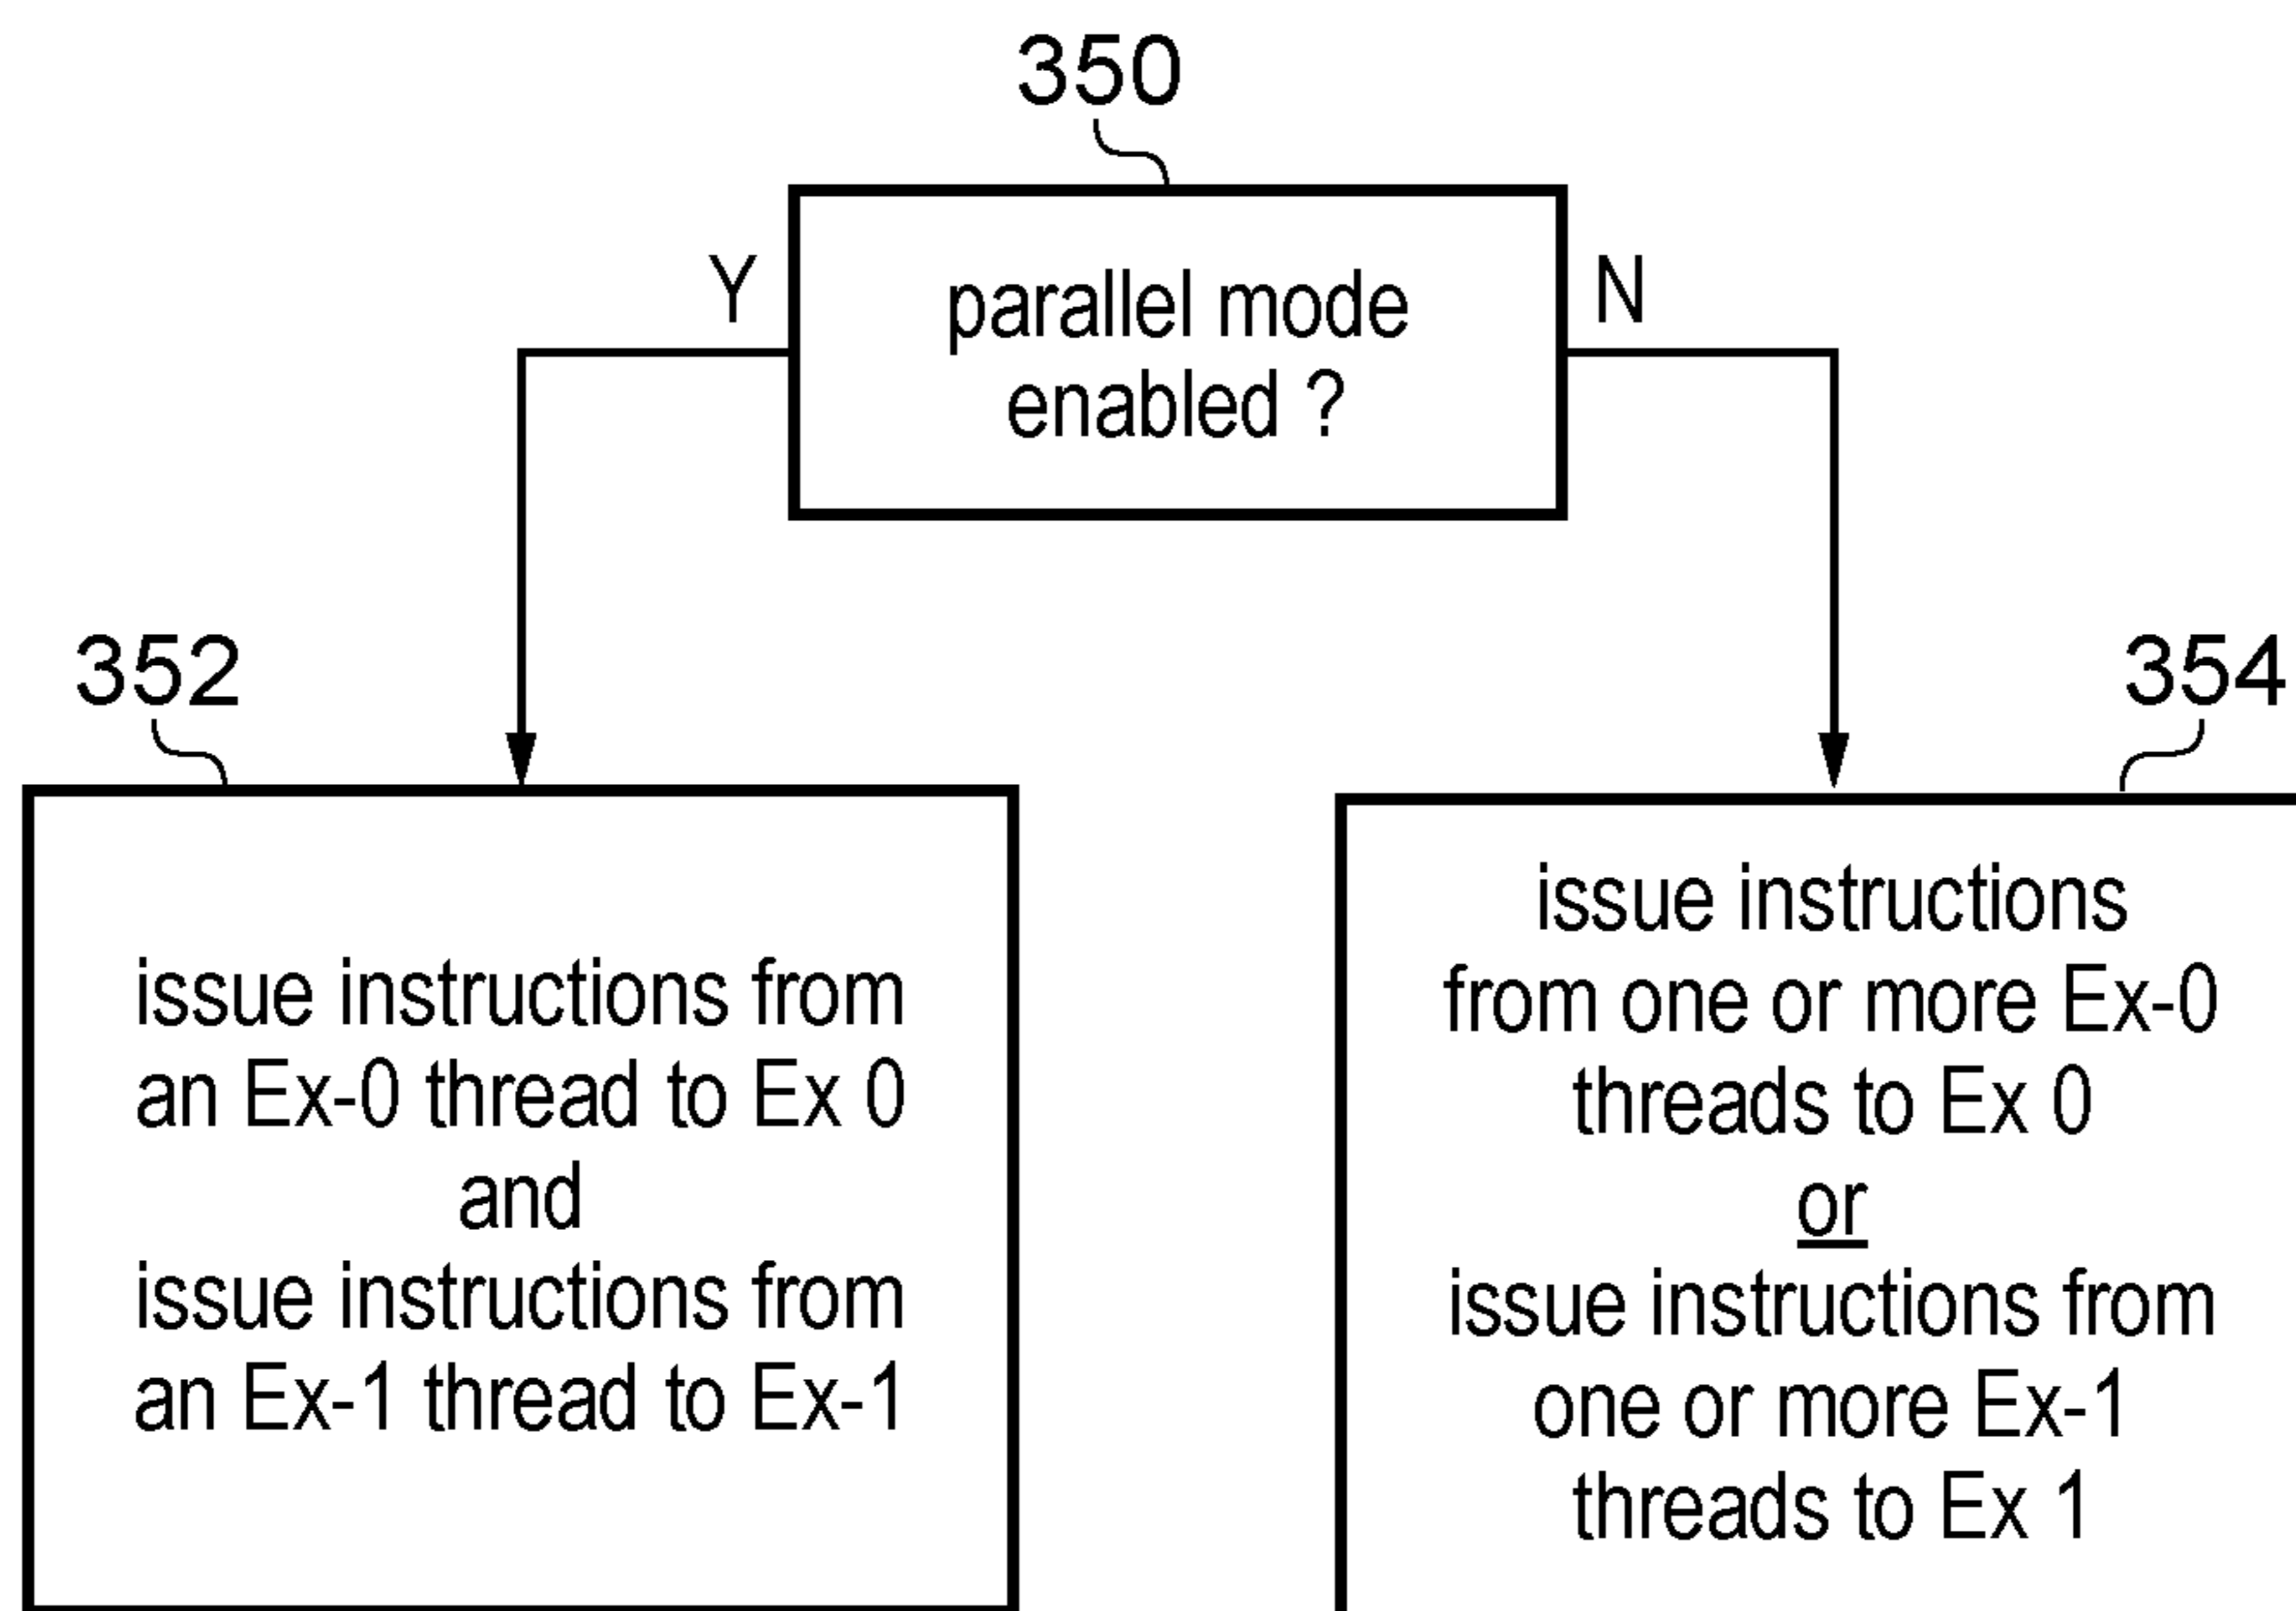 350
Y
parallel mode
enabled ?
N
352
issue instructions from
an Ex-0 thread to Ex 0
and
issue instructions from
an Ex-1 thread to Ex-1
354
issue instructions
from one or more Ex-0
threads to Ex 0
or
issue instructions from
one or more Ex-1
threads to Ex 1